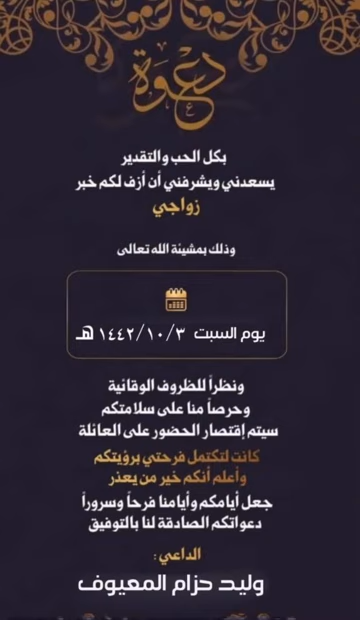 دعوة
بكل الحب والتقدير
يسعدني ويشرفني أن أزف لكم خبر
زواجي
وذلك بمشيئة الله تعالى
يوم السبت ١٤٤٢/١٠/٣ هـ
ونظراً للظروف الوقائية
وحرصاً منا على سلامتكم
سيتم إقتصار الحضور على العائلة
كانت لتكتمل فرحتي برؤيتكم
وأعلم أنكم خير من يعذر
جعل أيامكم وأيامنا فرحاً وسروراً
دعواتكم الصادقة لنا بالتوفيق
الداعي:
وليد حزام المعيوف